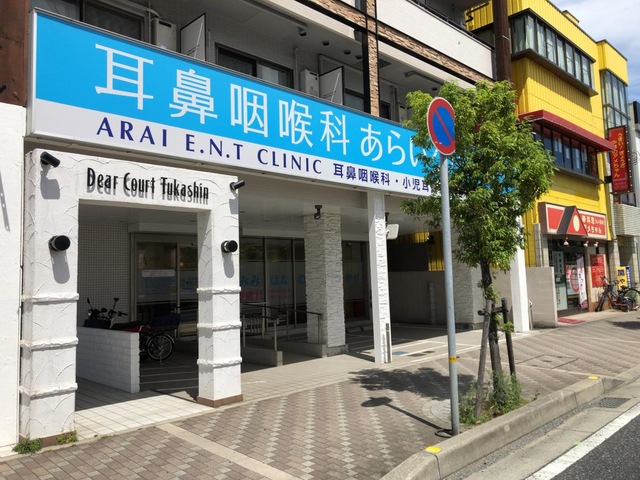 耳鼻咽喉科あらい
ARAI E.N.T CLINIC 耳鼻咽喉科・小児耳
Dear Court Tukashin